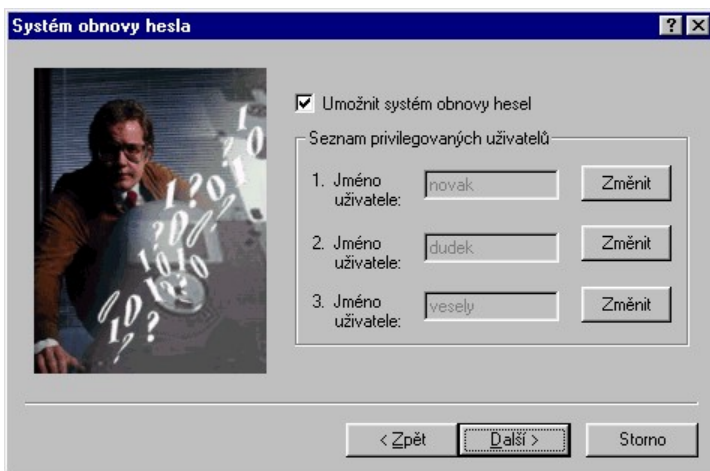 Systém obnovy hesla
Umožnit systém obnovy hesel
Seznam privilegovaných uživatelů
1. Jméno uživatele: novak Změnit
2. Jméno uživatele: dudek Změnit
3. Jméno uživatele: vesely Změnit
< Zpět Další > Storno